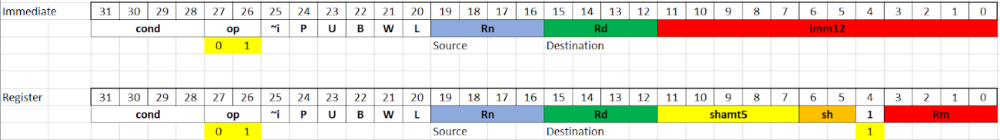 Immediate 31 30 29 28 27 26 25 24 23 22 21 20 19 18 17 16 15 14 13 12 11 10 9 8 7 6 5 4 3 2 1 0
cond op ~i P U B W L Rn Rd imm12
0 1 Source Destination
Register 31 30 29 28 27 26 25 24 23 22 21 20 19 18 17 16 15 14 13 12 11 10 9 8 7 6 5 4 3 2 1 0
cond op ~i P U B W L Rn Rd shamt5 sh 1 Rm
0 1 Source Destination 1